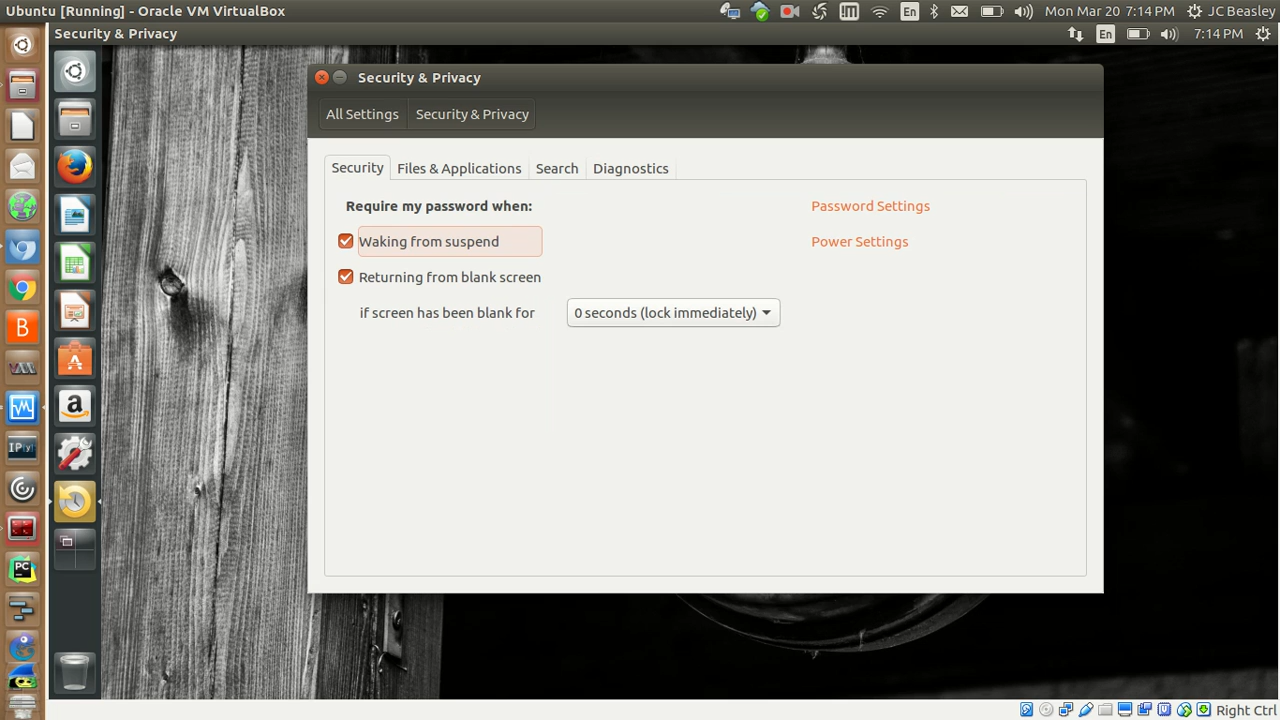 Ubuntu [Running] - Oracle VM VirtualBox
En
Mon Mar 20 7:14 PM
JC Beasley
Security & Privacy
En
7:14 PM
Security & Privacy
All Settings
Security & Privacy
Security
Files & Applications
Search
Diagnostics
Require my password when:
Password Settings
Waking from suspend
Power Settings
Returning from blank screen
if screen has been blank for
0 seconds (lock immediately)
B
a
PC
Right Ctrl